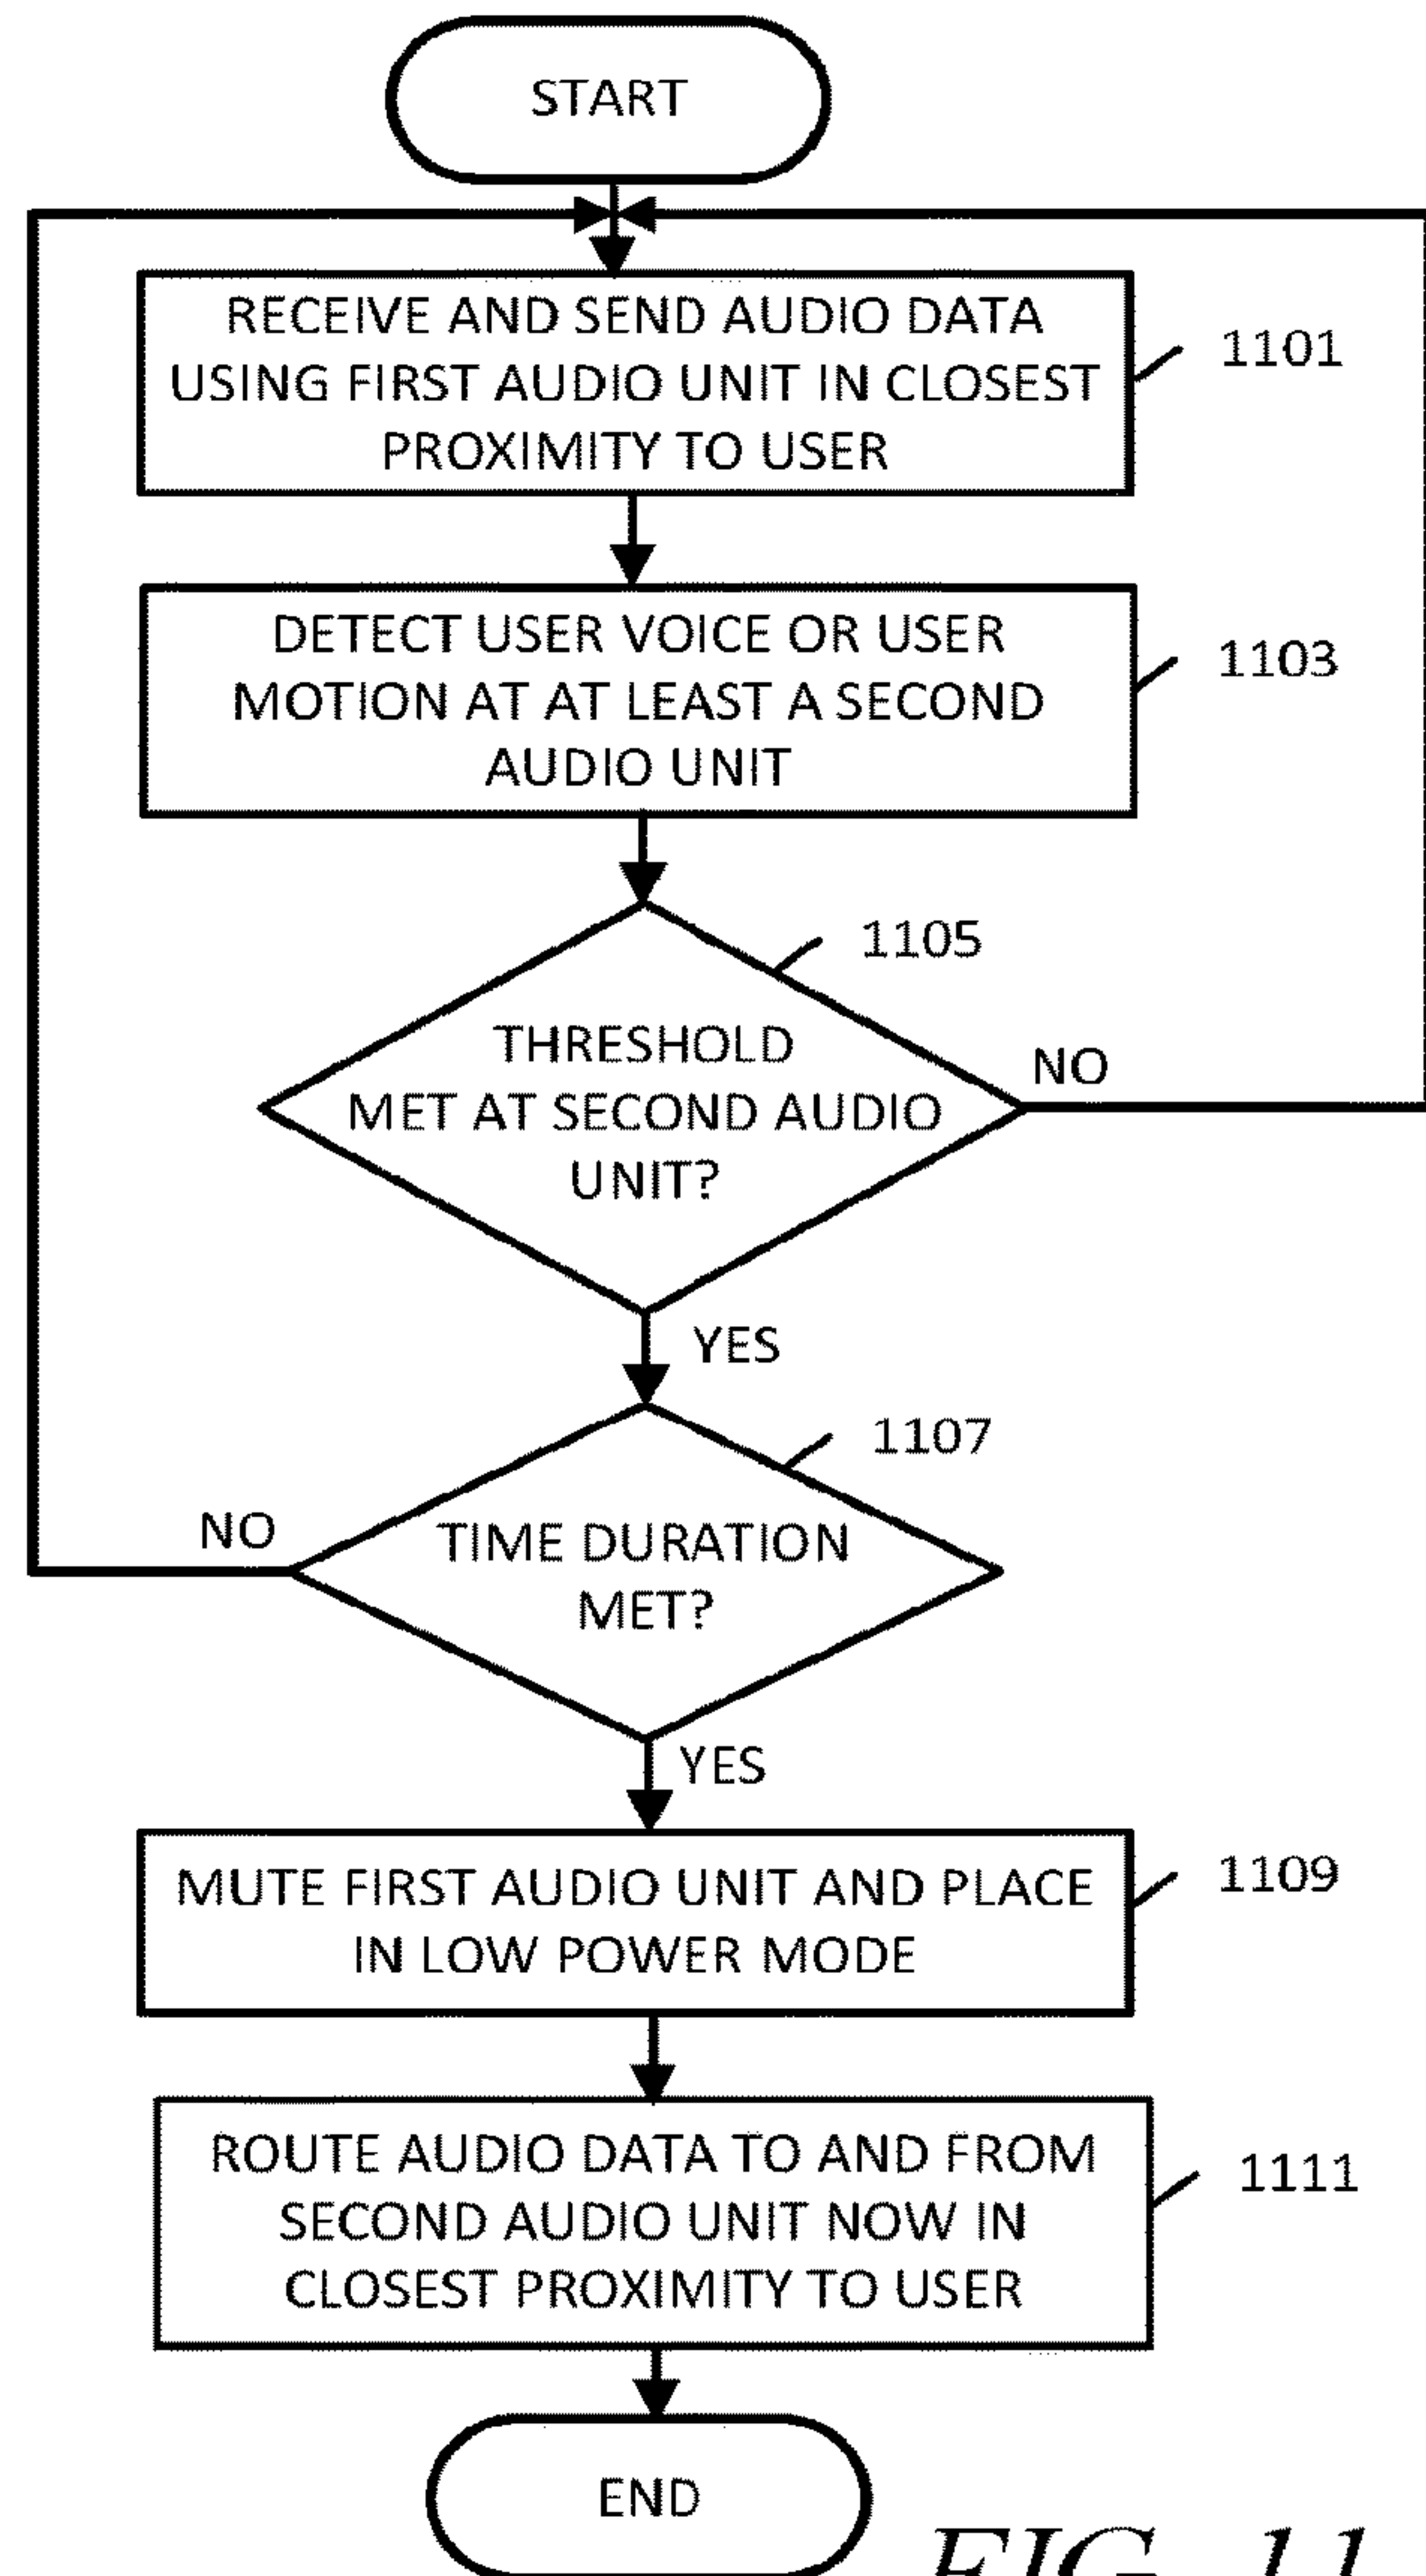 START
RECEIVE AND SEND AUDIO DATA
USING FIRST AUDIO UNIT IN CLOSEST
PROXIMITY TO USER
1101
DETECT USER VOICE OR USER
MOTION AT AT LEAST A SECOND
AUDIO UNIT
1103
1105
THRESHOLD
MET AT SECOND AUDIO
UNIT?
NO
YES
1107
TIME DURATION
MET?
NO
YES
MUTE FIRST AUDIO UNIT AND PLACE
IN LOW POWER MODE
1109
ROUTE AUDIO DATA TO AND FROM
SECOND AUDIO UNIT NOW IN
CLOSEST PROXIMITY TO USER
1111
END
FIG. 11